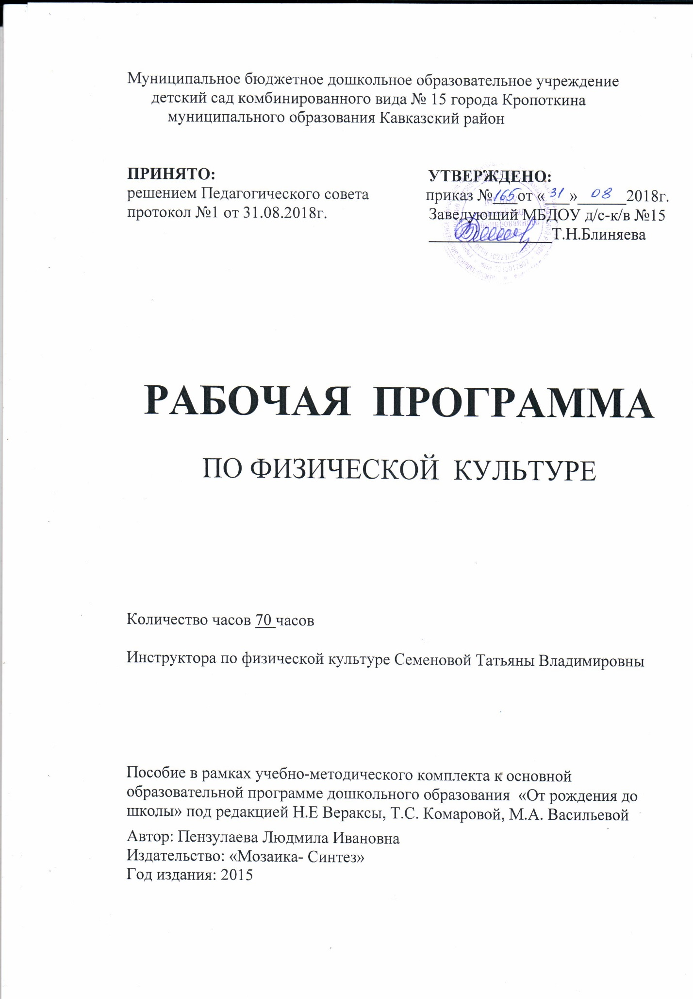 Муниципальное бюджетное дошкольное образовательное учреждение
детский сад комбинированного вида № 15 города Кропоткина
муниципального образования Кавказский район
ПРИНЯТО:
решением Педагогического совета
протокол №1 от 31.08.2018г.
УТВЕРЖДЕНО:
приказ № 165 от « 31 » 08 2018г.
Заведующий МБДОУ д/с-к/в №15
Т.Н.Блиняева
РАБОЧАЯ ПРОГРАММА
ПО ФИЗИЧЕСКОЙ КУЛЬТУРЕ
Количество часов 70 часов
Инструктора по физической культуре Семеновой Татьяны Владимировны
Пособие в рамках учебно-методического комплекта к основной
образовательной программе дошкольного образования «От рождения до
школы» под редакцией Н.Е Вераксы, Т.С. Комаровой, М.А. Васильевой
Автор: Пензулаева Людмила Ивановна
Издательство: «Мозаика- Синтез»
Год издания: 2015